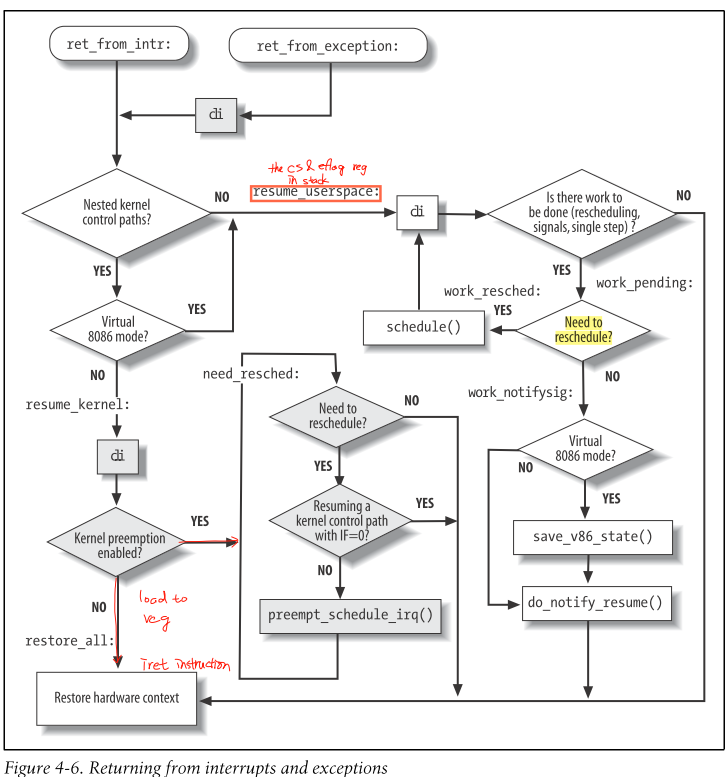 ret_from_intr:
ret_from_exception:
cli
the CS & eflag reg
in stack
resume_userspace:
Nested kernel
control paths?
NO
cli
Is there work to
be done (rescheduling,
signals, single step) ?
NO
YES
YES
work_pending:
Virtual
8086 mode?
YES
work_resched:
schedule()
YES
Need to
reschedule?
NO
resume_kernel:
need_resched:
Need to
reschedule?
NO
NO
work_notifysig:
cli
YES
Virtual
8086 mode?
NO
YES
Kernel preemption
enabled?
YES
Resuming a
kernel control path
with IF=0?
YES
save_v86_state()
NO
NO
load to
reg
preempt_schedule_irq()
do_notify_resume()
restore_all:
iret instruction
Restore hardware context
Figure 4-6. Returning from interrupts and exceptions